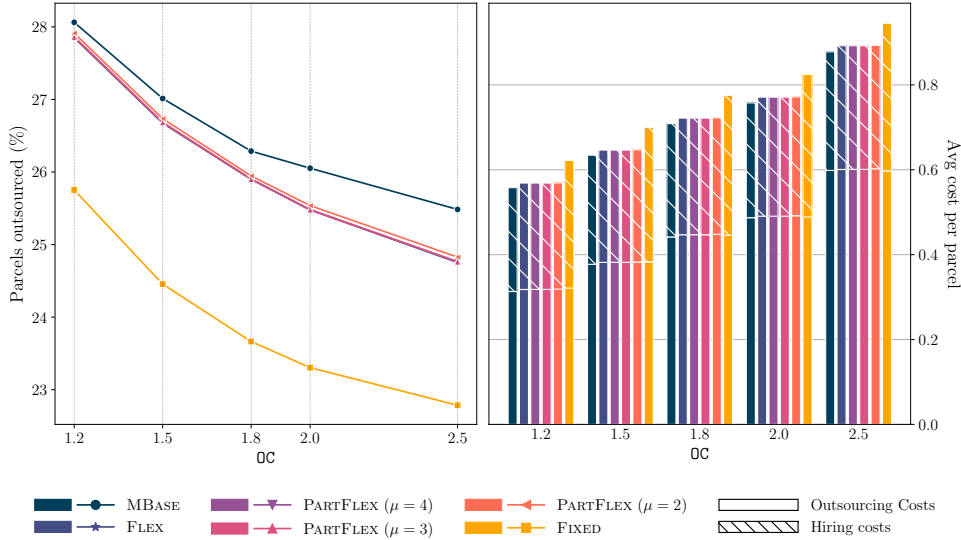 Parcels outsourced (%)
28
27
26
25
24
23
1.2
1.5
1.8
2.0
2.5
OC
Avg cost per parcel
0.8
0.6
0.4
0.2
0.0
1.2
1.5
1.8
2.0
2.5
OC
MBASE
PARTFLEX (μ = 4)
PARTFLEX (μ = 2)
Outsourcing Costs
FLEX
PARTFLEX (μ = 3)
FIXED
Hiring costs